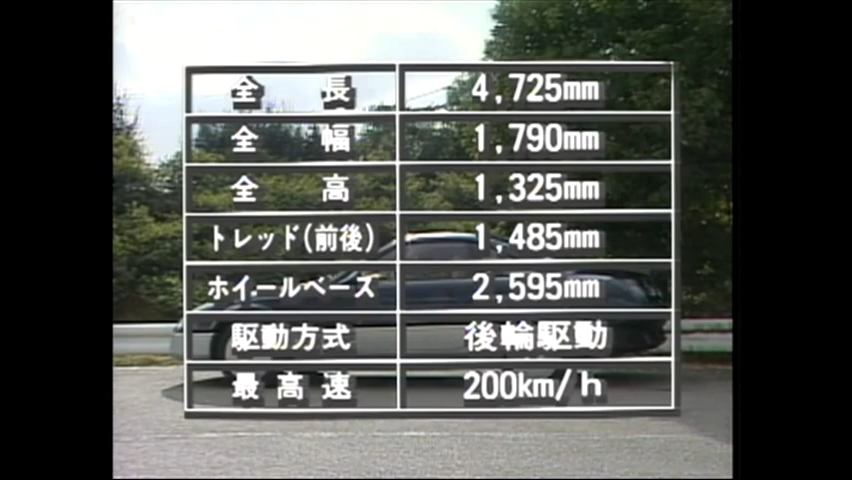 全長 4,725mm
全幅 1,790mm
全高 1,325mm
トレッド(前後) 1,485mm
ホイールベーズ 2,595mm
駆動方式 後輪駆動
最高速 200km/h